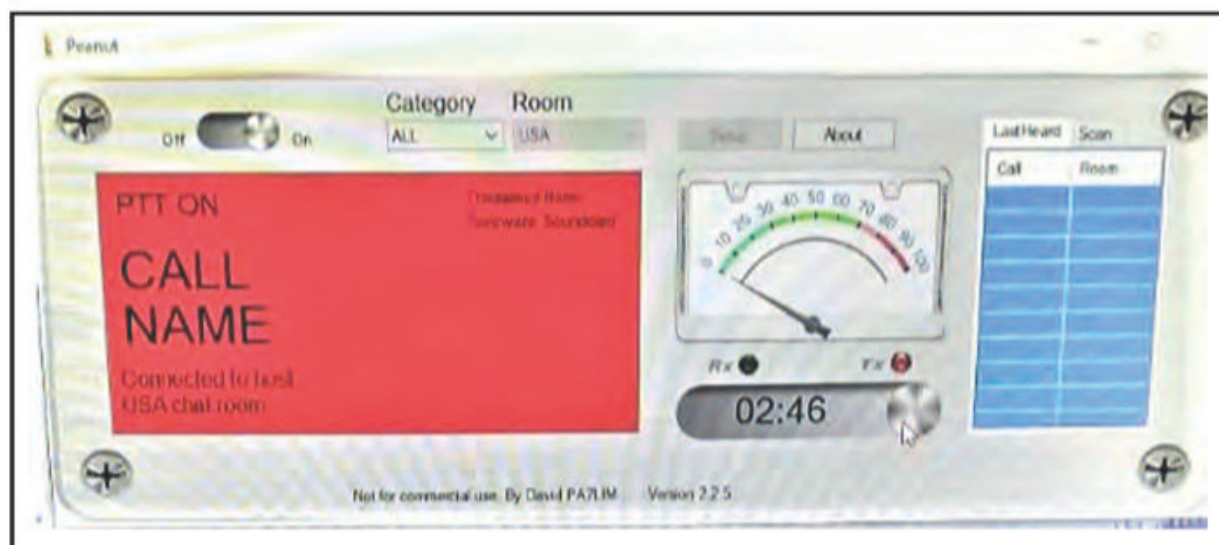 Peanut
Category Room
Off On ALL USA About
Last Heard Scan
Call Room
PTT ON
CALL
NAME
Connected to host
USA chat room
0 10 20 30 40 50 60 70 80 90 100
Rx Tx
02:46
Not for commercial use. By David PA7LIM Version 2.2.5